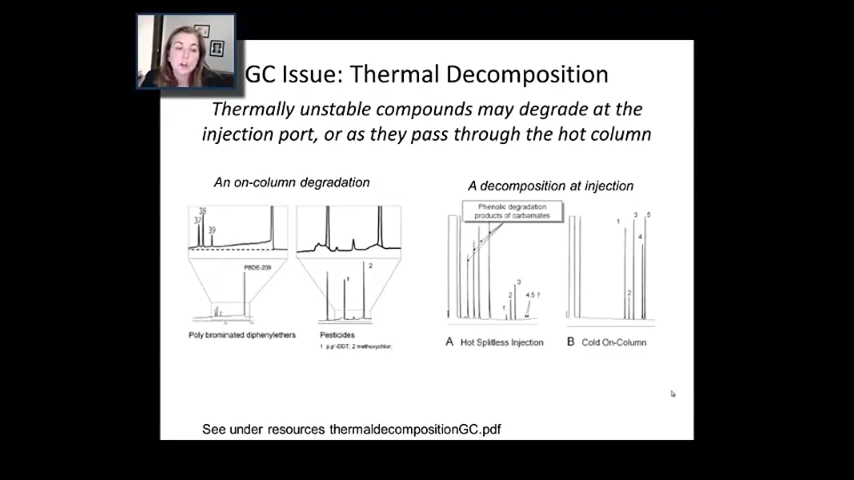 GC Issue: Thermal Decomposition
Thermally unstable compounds may degrade at the
injection port, or as they pass through the hot column
An on-column degradation
A decomposition at injection
38
37
39
PBDE-209
1
2
Poly brominated diphenylethers
Pesticides
1 p,p'-DDT, 2 methoxychlor
Phenolic degradation
products of carbamates
1
2
3
4,5 ?
A Hot Splitless Injection
1
2
3
4
5
B Cold On-Column
See under resources thermaldecompositionGC.pdf